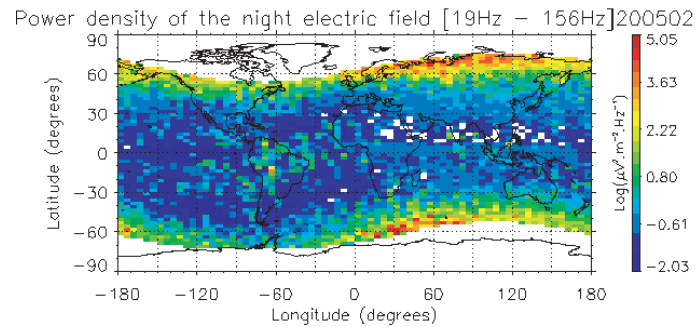 Power density of the night electric field [19Hz − 156Hz]200502
90
60
30
0
−30
−60
−90
Latitude (degrees)
−180 −120 −60 0 60 120 180
Longitude (degrees)
5.05
3.63
2.22
0.80
−0.61
−2.03
Log(μV².m⁻².Hz⁻¹)